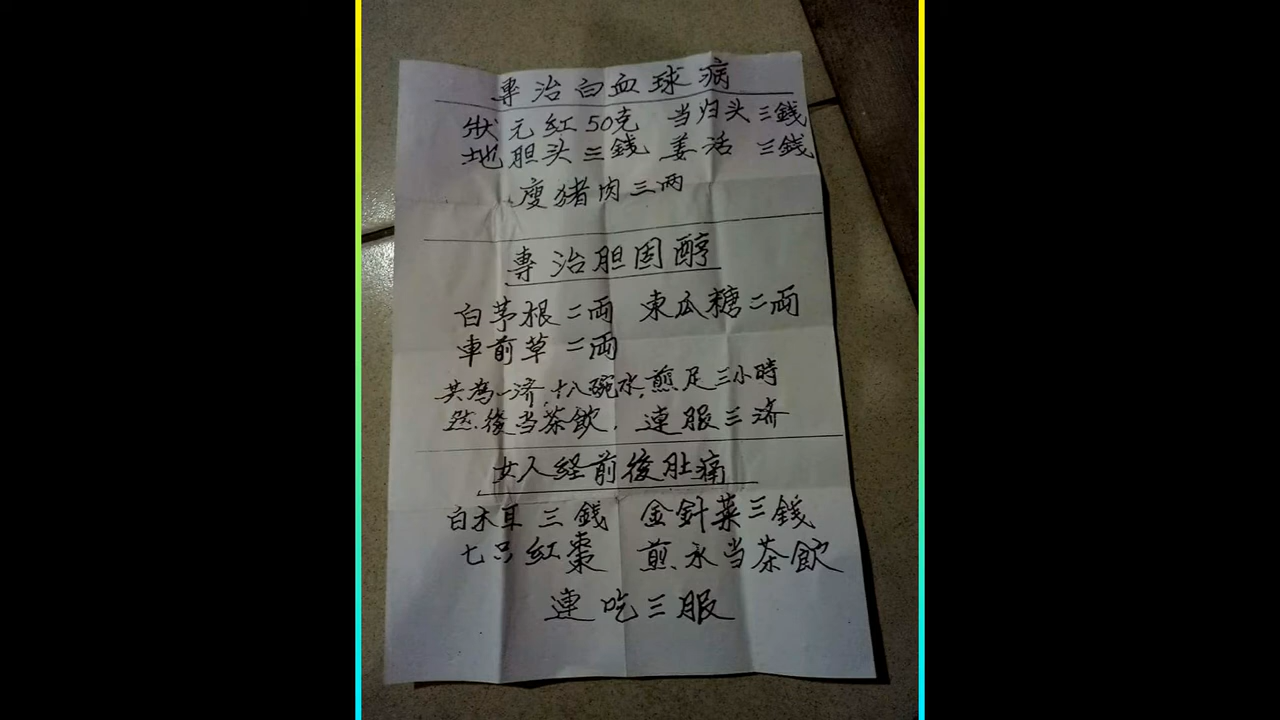 專治白血球病
狀元紅50克 当归头三錢
地胆头三錢 姜活 三錢
瘦猪肉三两
專治胆固醇
白茅根二両 東瓜糖二両
車前草二両
共為一济,十八碗水,煎足三小時
然後当茶飲,連服三济
女人経前後肚痛
白木耳三錢 金針菜三錢
七只紅棗 煎水当茶飲
連吃三服